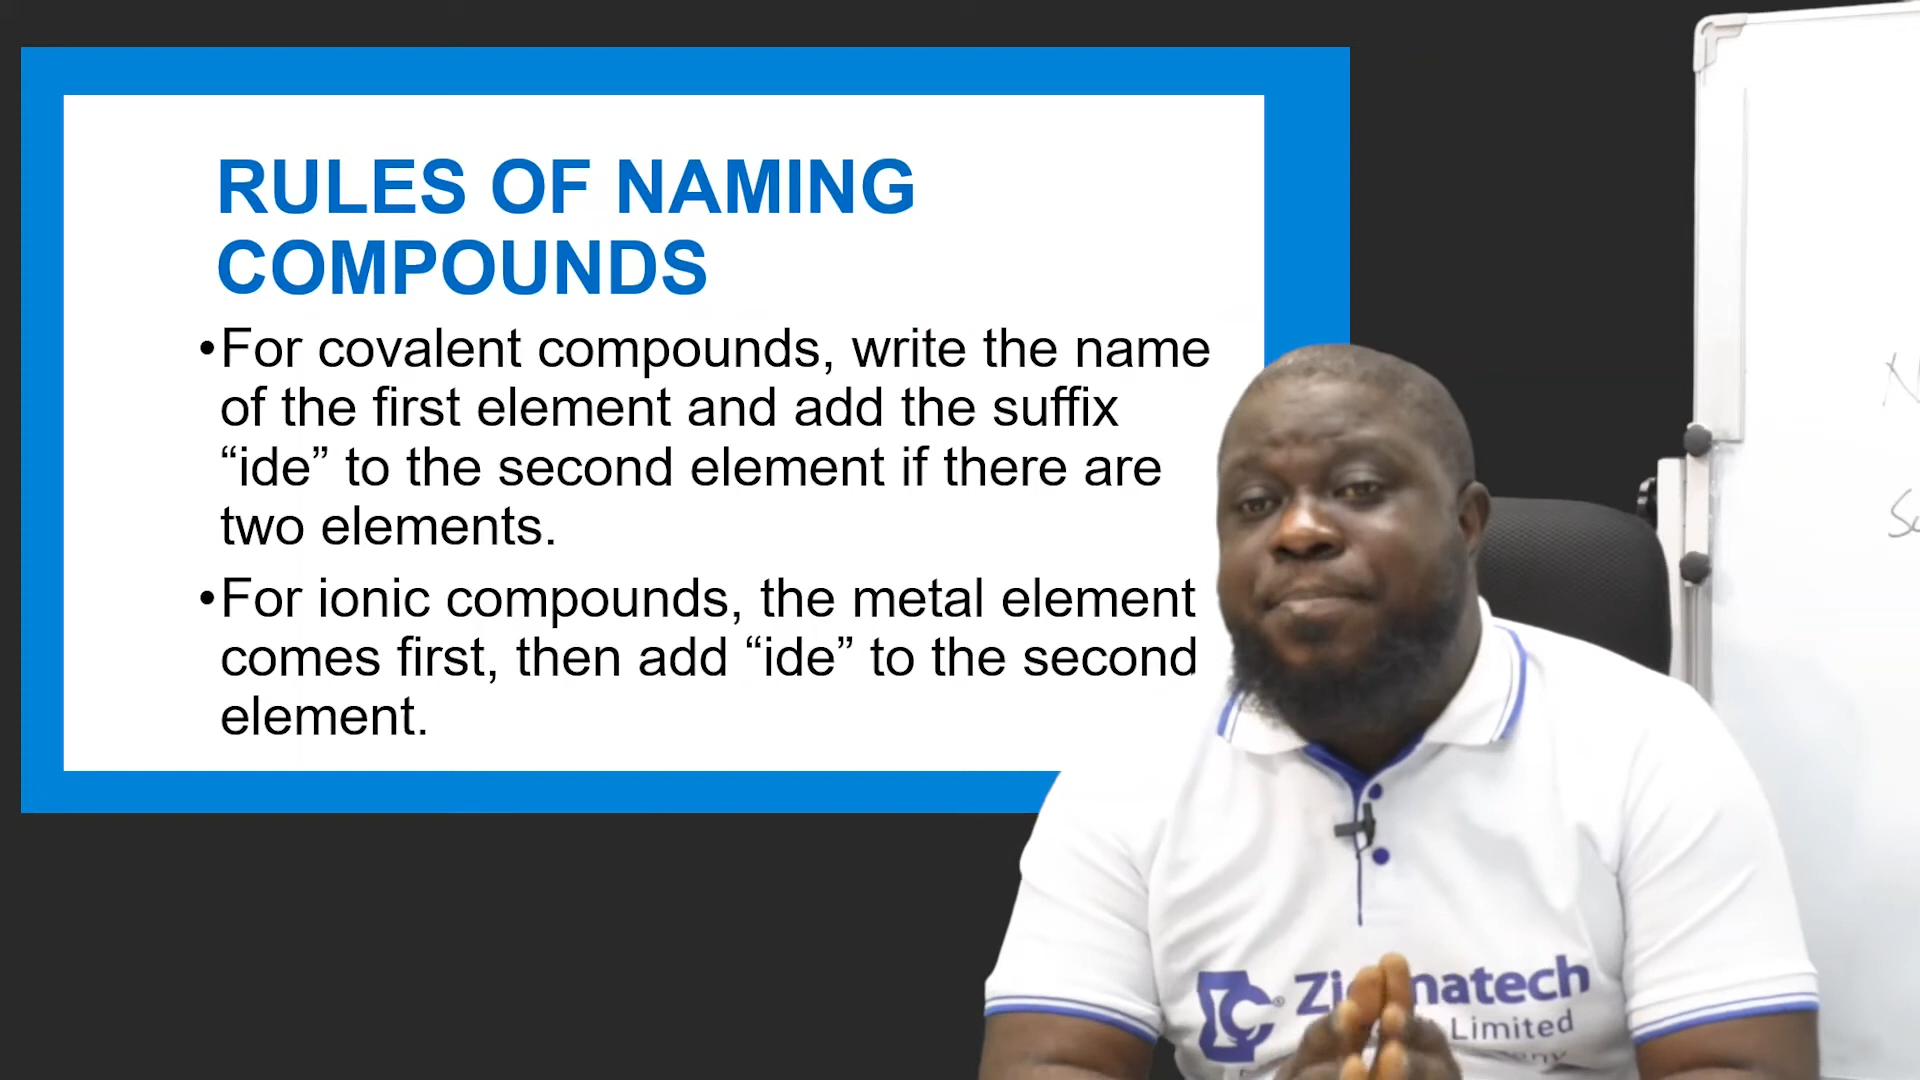 RULES OF NAMING
COMPOUNDS
•For covalent compounds, write the name
of the first element and add the suffix
“ide” to the second element if there are
two elements.
•For ionic compounds, the metal element
comes first, then add “ide” to the second
element.
Limited